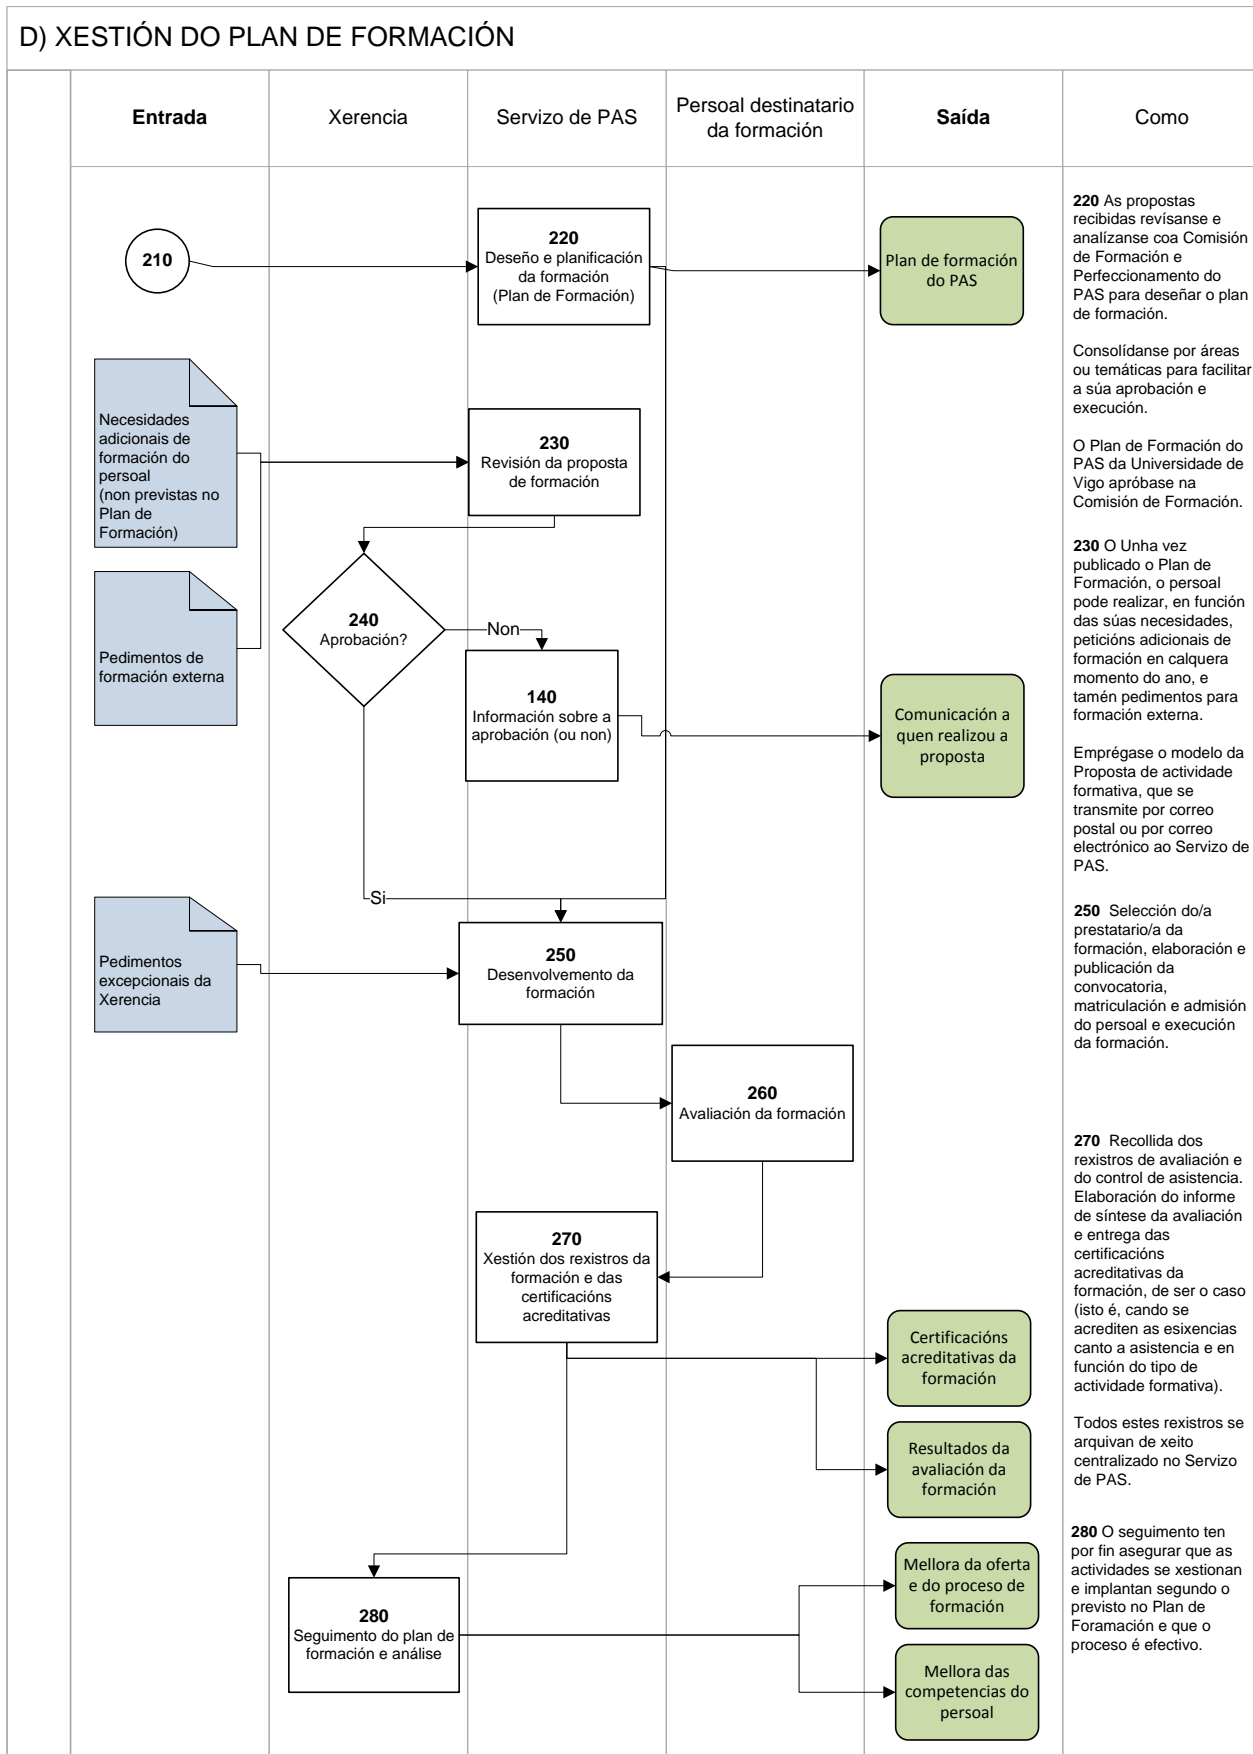 D) XESTIÓN DO PLAN DE FORMACIÓN
Entrada
Xerencia
Servizo de PAS
Persoal destinatario
da formación
Saída
Como
210
220
Deseño e planificación
da formación
(Plan de Formación)
Plan de formación
do PAS
Necesidades
adicionais de
formación do
persoal
(non previstas no
Plan de
Formación)
230
Revisión da proposta
de formación
Pedimentos de
formación externa
240
Aprobación?
Non
140
Información sobre a
aprobación (ou non)
Comunicación a
quen realizou a
proposta
Si
Pedimentos
excepcionais da
Xerencia
250
Desenvolvemento da
formación
260
Avaliación da formación
270
Xestión dos rexistros da
formación e das
certificacións
acreditativas
Certificacións
acreditativas da
formación
Resultados da
avaliación da
formación
280
Seguimento do plan de
formación e análise
Mellora da oferta
e do proceso de
formación
Mellora das
competencias do
persoal
220 As propostas
recibidas revísanse e
analízanse coa Comisión
de Formación e
Perfeccionamento do
PAS para deseñar o plan
de formación.
Consolídanse por áreas
ou temáticas para facilitar
a súa aprobación e
execución.
O Plan de Formación do
PAS da Universidade de
Vigo apróbase na
Comisión de Formación.
230 O Unha vez
publicado o Plan de
Formación, o persoal
pode realizar, en función
das súas necesidades,
peticións adicionais de
formación en calquera
momento do ano, e
tamén pedimentos para
formación externa.
Emprégase o modelo da
Proposta de actividade
formativa, que se
transmite por correo
postal ou por correo
electrónico ao Servizo de
PAS.
250 Selección do/a
prestatario/a da
formación, elaboración e
publicación da
convocatoria,
matriculación e admisión
do persoal e execución
da formación.
270 Recollida dos
rexistros de avaliación e
do control de asistencia.
Elaboración do informe
de síntese da avaliación
e entrega das
certificacións
acreditativas da
formación, de ser o caso
(isto é, cando se
acrediten as esixencias
canto a asistencia e en
función do tipo de
actividade formativa).
Todos estes rexistros se
arquivan de xeito
centralizado no Servizo
de PAS.
280 O seguimento ten
por fin asegurar que as
actividades se xestionan
e implantan segundo o
previsto no Plan de
Foramación e que o
proceso é efectivo.